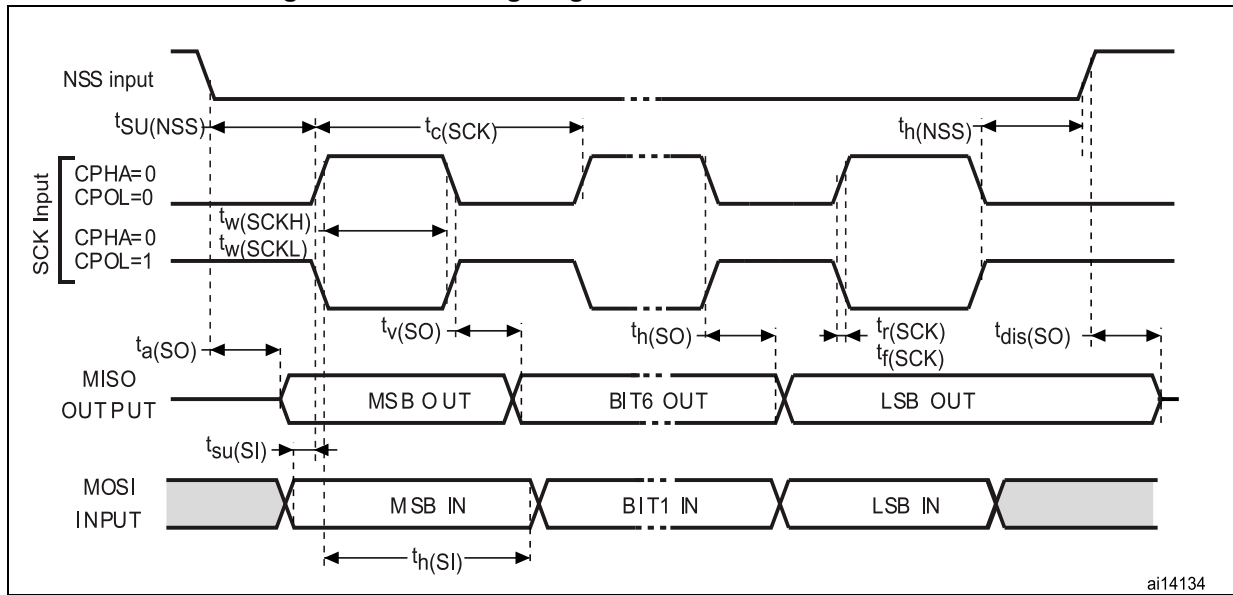 NSS input
tSU(NSS)
tc(SCK)
th(NSS)
SCK Input
CPHA=0
CPOL=0
tw(SCKH)
CPHA=0
tw(SCKL)
CPOL=1
tv(SO)
th(SO)
tr(SCK)
tdis(SO)
ta(SO)
tf(SCK)
MISO
OUTPUT
MSB OUT
BIT6 OUT
LSB OUT
tsu(SI)
MOSI
INPUT
MSB IN
BIT1 IN
LSB IN
th(SI)
ai14134